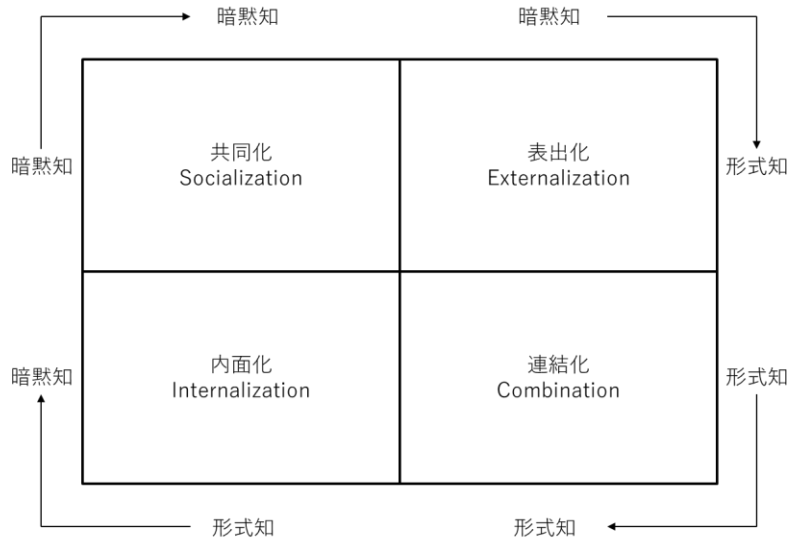 暗黙知
暗黙知
暗黙知
共同化
Socialization
表出化
Externalization
形式知
暗黙知
内面化
Internalization
連結化
Combination
形式知
形式知
形式知